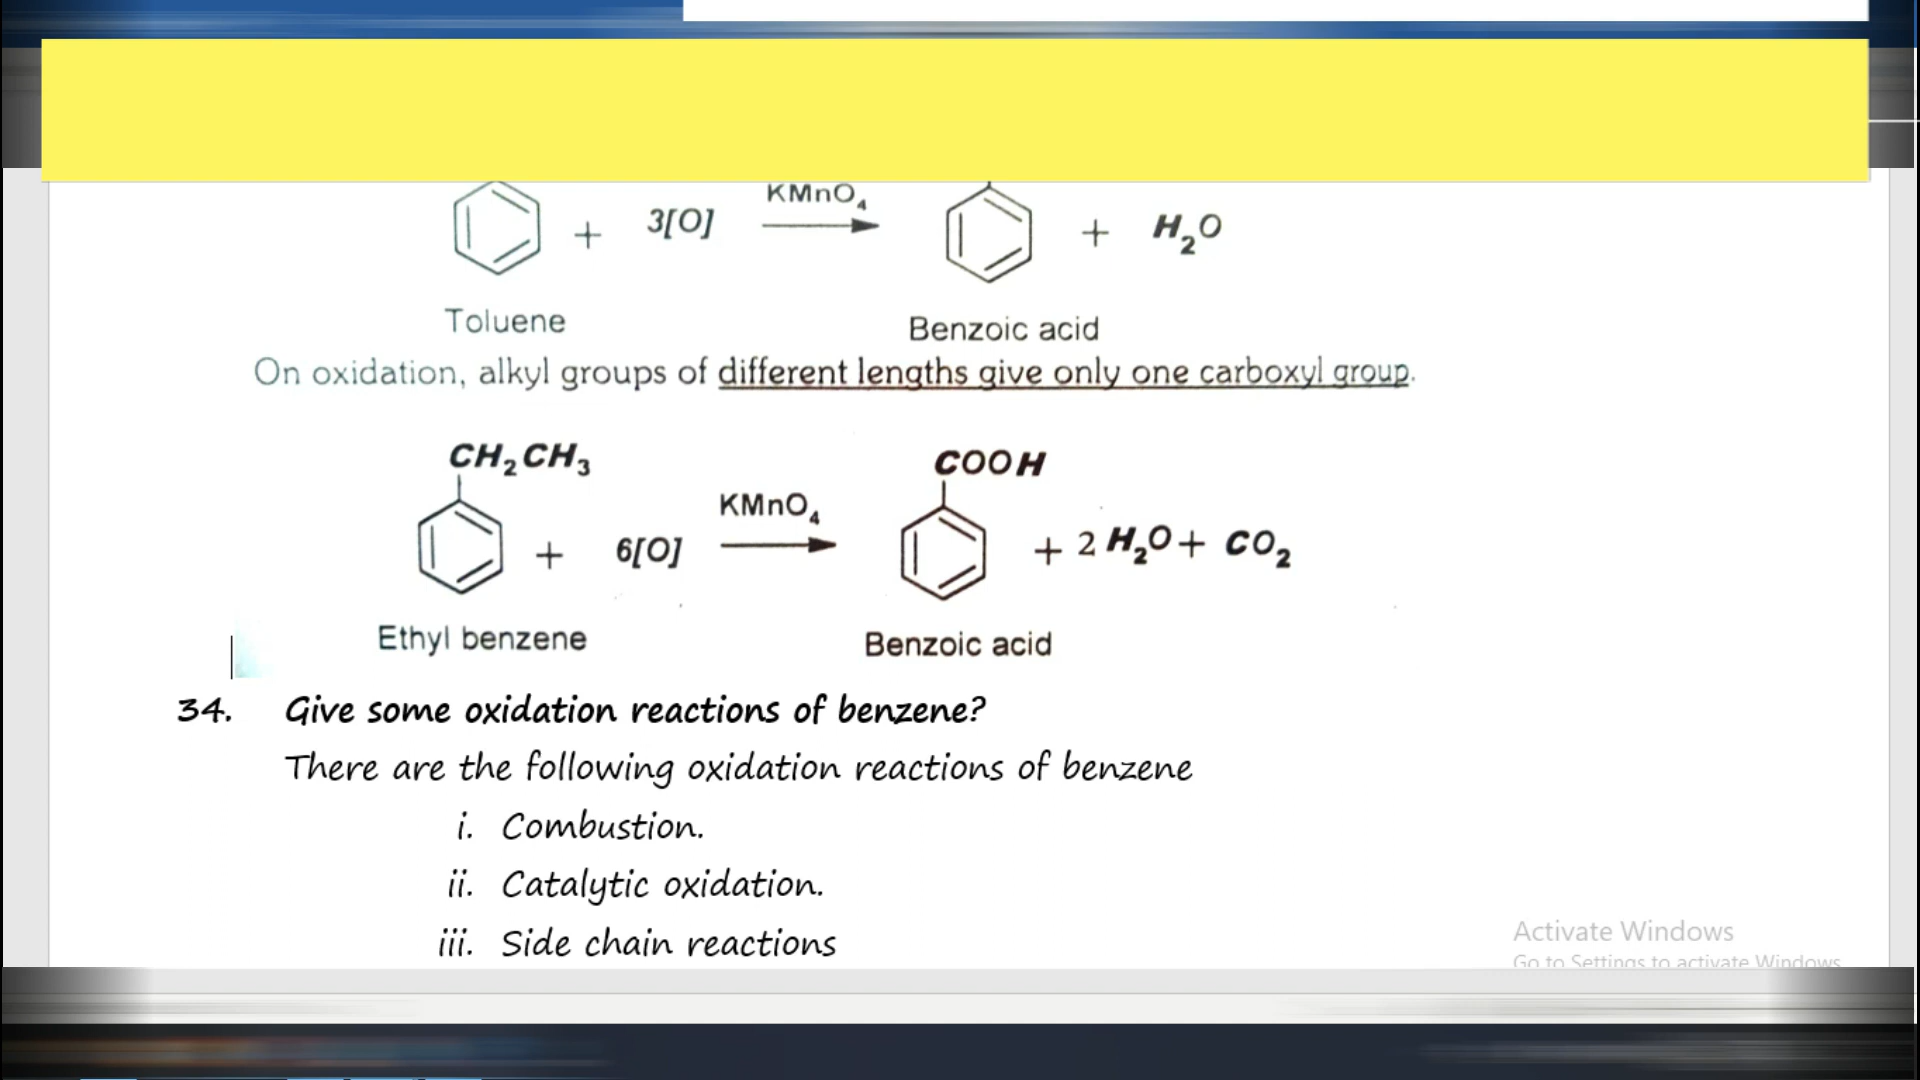 KMnO₄
+ 3[O] + H₂O
Toluene Benzoic acid
On oxidation, alkyl groups of different lengths give only one carboxyl group.
CH₂CH₃ COOH
KMnO₄
+ 6[O] + 2 H₂O + CO₂
Ethyl benzene Benzoic acid
34. Give some oxidation reactions of benzene?
There are the following oxidation reactions of benzene
i. Combustion.
ii. Catalytic oxidation.
iii. Side chain reactions
Activate Windows
Go to Settings to activate Windows